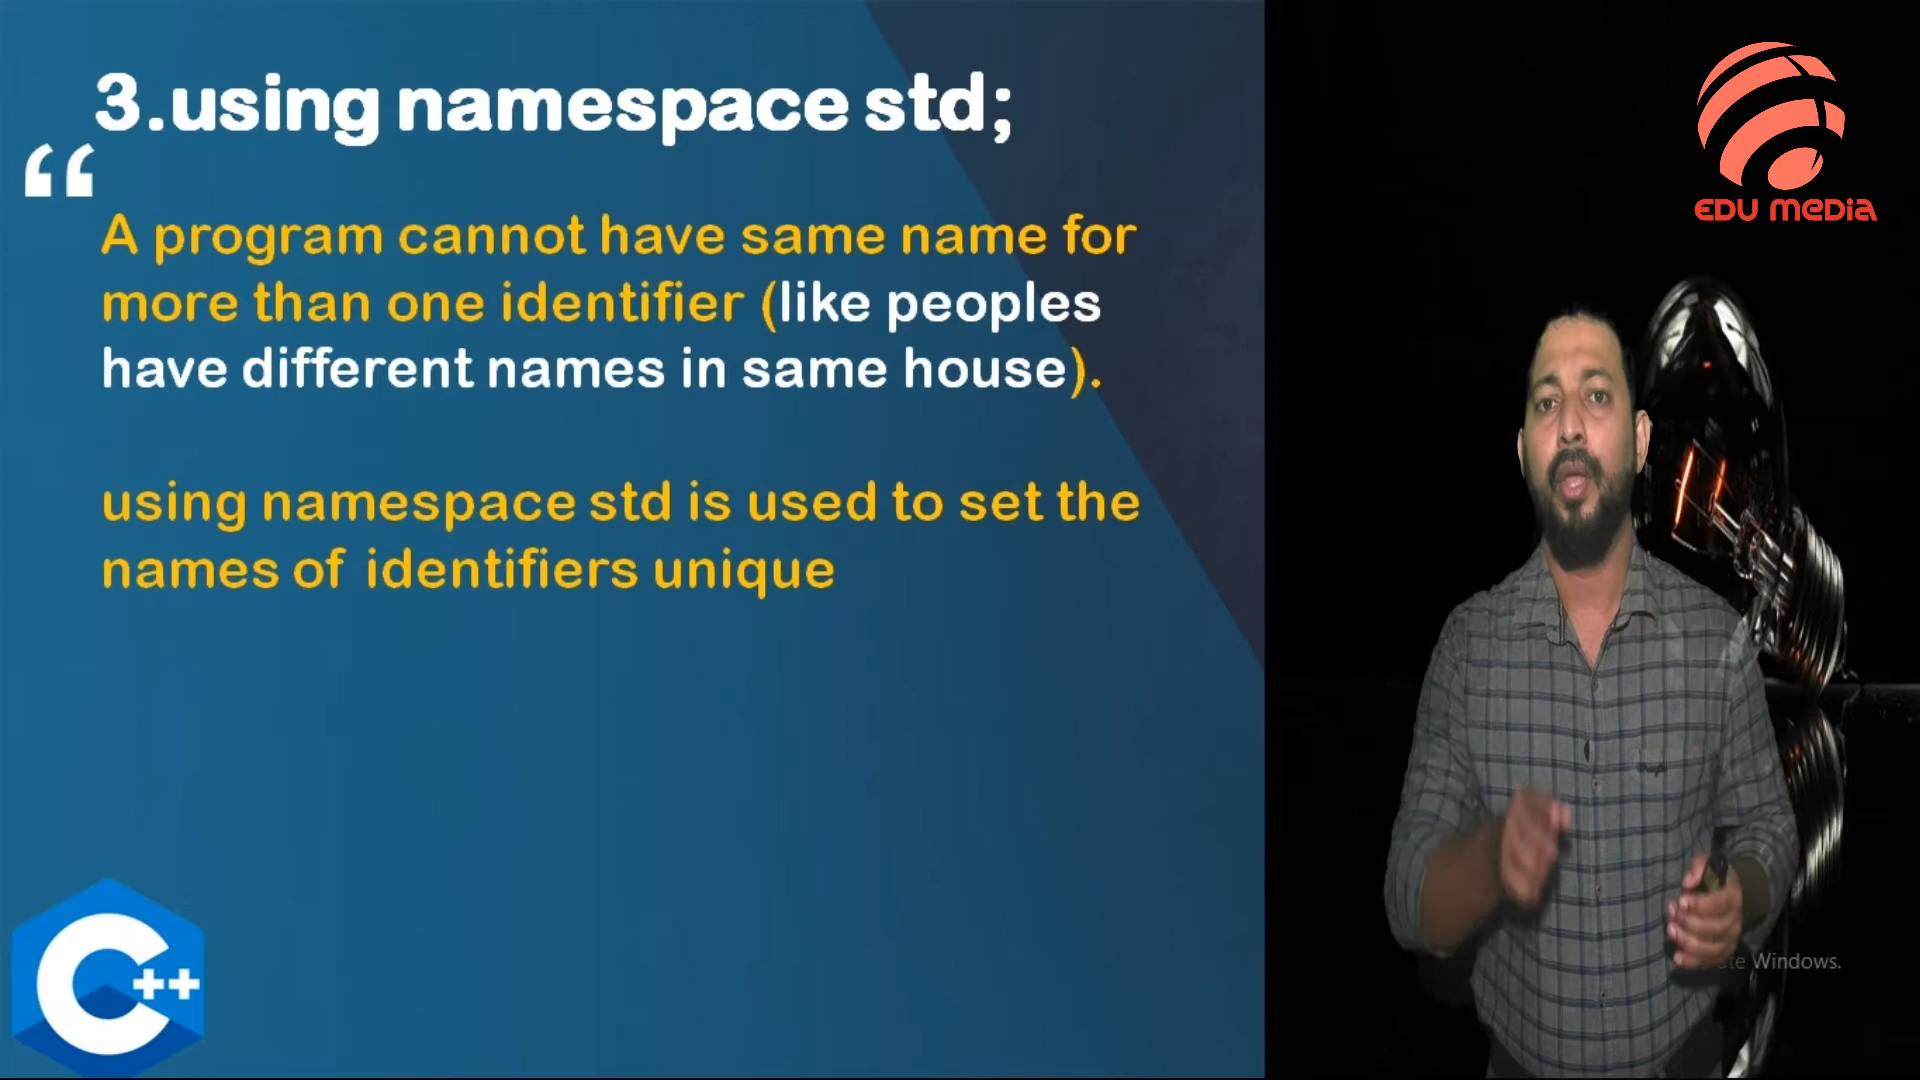 3.using namespace std;
“
A program cannot have same name for
more than one identifier (like peoples
have different names in same house).
using namespace std is used to set the
names of identifiers unique
C++
EDU MEDIA
Windows.